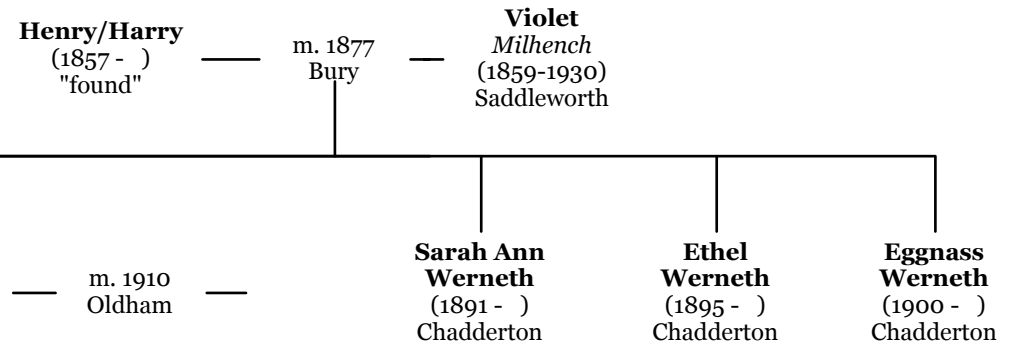 Henry/Harry
(1857 -   )
"found"
m. 1877
Bury
Violet
Milhench
(1859-1930)
Saddleworth
m. 1910
Oldham
Sarah Ann
Werneth
(1891 -   )
Chadderton
Ethel
Werneth
(1895 -   )
Chadderton
Eggnass
Werneth
(1900 -   )
Chadderton